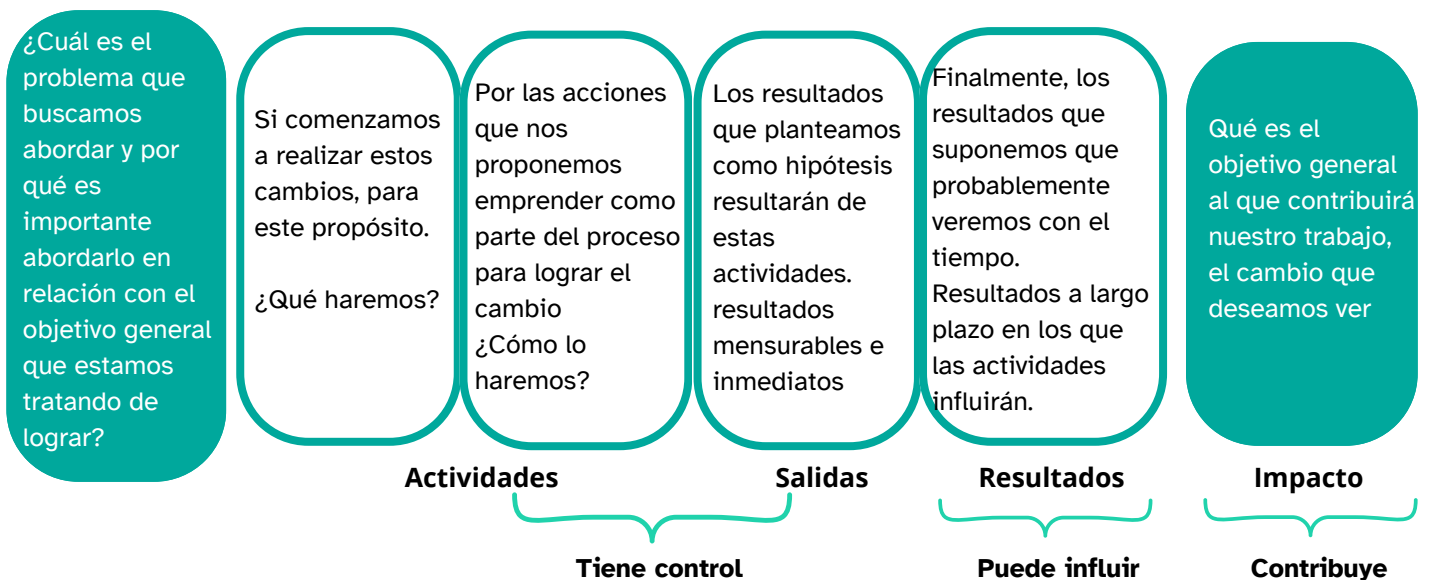 ¿Cuál es el
problema que
buscamos
abordar y por
qué es
importante
abordarlo en
relación con el
objetivo general
que estamos
tratando de
lograr?
Si comenzamos
a realizar estos
cambios, para
este propósito.
¿Qué haremos?
Por las acciones
que nos
proponemos
emprender como
parte del proceso
para lograr el
cambio
¿Cómo lo
haremos?
Los resultados
que planteamos
como hipótesis
resultarán de
estas
actividades.
resultados
mensurables e
inmediatos
Finalmente, los
resultados que
suponemos que
probablemente
veremos con el
tiempo.
Resultados a largo
plazo en los que
las actividades
influirán.
Qué es el
objetivo general
al que contribuirá
nuestro trabajo,
el cambio que
deseamos ver
Actividades
Salidas
Resultados
Impacto
Tiene control
Puede influir
Contribuye